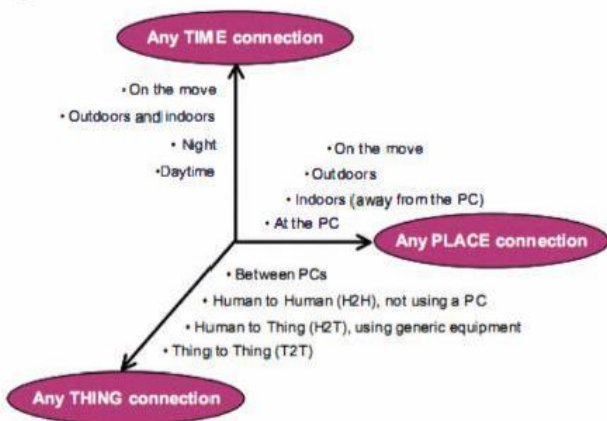 Any TIME connection
• On the move
• Outdoors and indoors
• Night
• Daytime
• On the move
• Outdoors
• Indoors (away from the PC)
• At the PC
Any PLACE connection
• Between PCs
• Human to Human (H2H), not using a PC
• Human to Thing (H2T), using generic equipment
• Thing to Thing (T2T)
Any THING connection